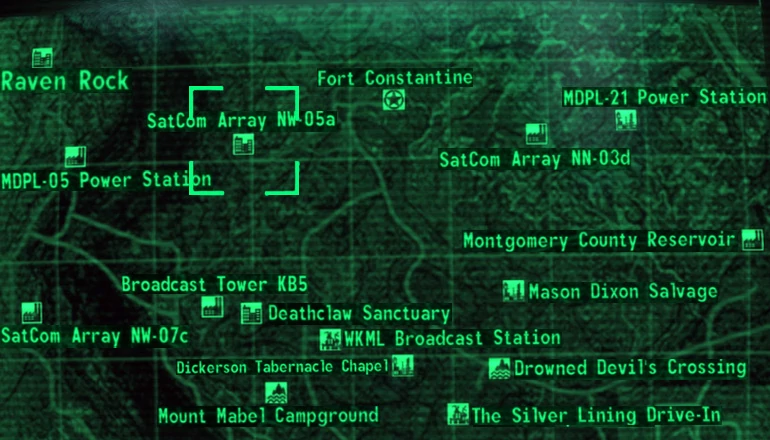 Raven Rock
Fort Constantine
MDPL-21 Power Station
SatCom Array NW-05a
SatCom Array NN-03d
MDPL-05 Power Station
Montgomery County Reservoir
Broadcast Tower KB5
Mason Dixon Salvage
Deathclaw Sanctuary
SatCom Array NW-07c
WKML Broadcast Station
Dickerson Tabernacle Chapel
Drowned Devil's Crossing
Mount Mabel Campground
The Silver Lining Drive-In